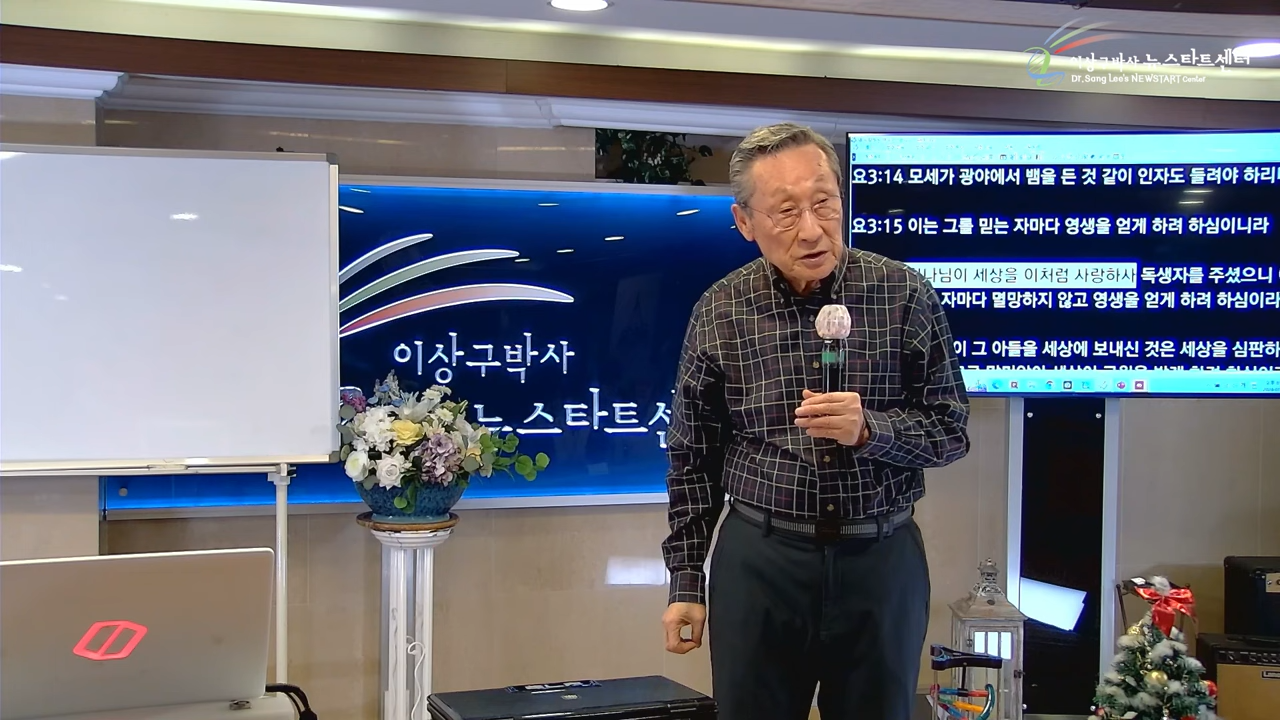 이상구박사 뉴스타트센터
Dr. Sang Lee's NEWSTART Center
요3:14 모세가 광야에서 뱀을 든 것 같이 인자도 들려야 하리
요3:15 이는 그를 믿는 자마다 영생을 얻게 하려 하심이니라
나님이 세상을 이처럼 사랑하사 독생자를 주셨으니
자마다 멸망하지 않고 영생을 얻게 하려 하심이라
이 그 아들을 세상에 보내신 것은 세상을 심판하
이상구박사
뉴스타트센